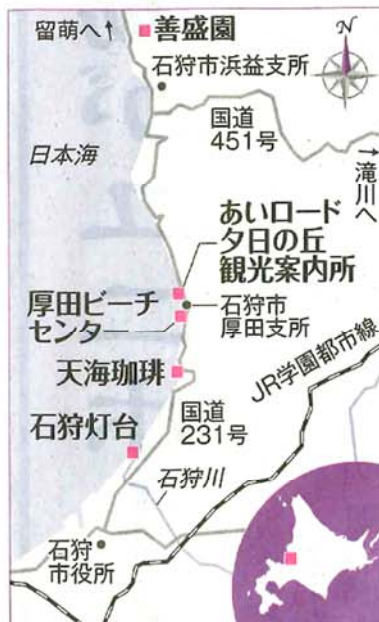 留萌へ↑
善盛園
N
石狩市浜益支所
国道
451号
日本海
↑滝川へ
あいロード
夕日の丘
観光案内所
厚田ビーチ
センター
石狩市
厚田支所
天海珈琲
JR学園都市線
石狩灯台
国道
231号
石狩川
石狩
市役所